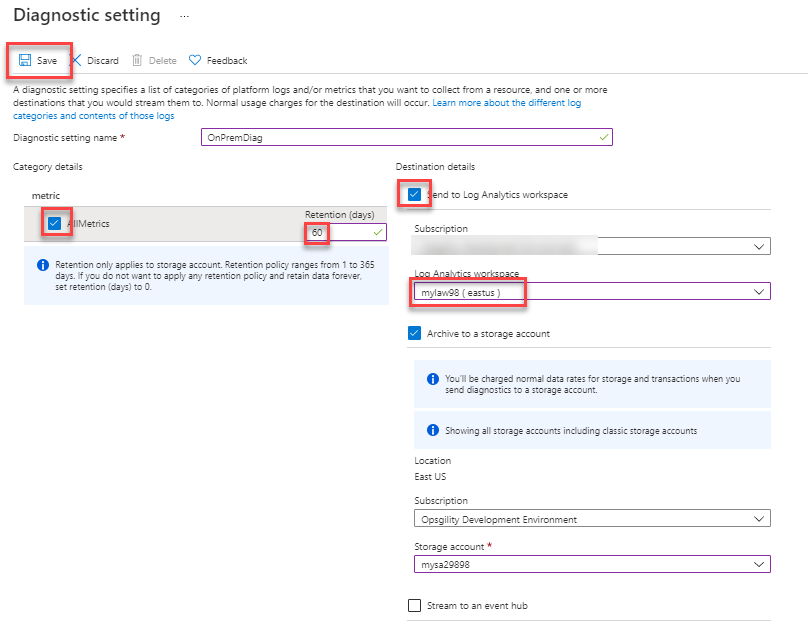 Diagnostic setting ...
Save Discard Delete Feedback
A diagnostic setting specifies a list of categories of platform logs and/or metrics that you want to collect from a resource, and one or more
destinations that you would stream them to. Normal usage charges for the destination will occur. Learn more about the different log
categories and contents of those logs
Diagnostic setting name *
OnPremDiag
Category details
metric
AllMetrics
Retention (days)
60
Retention only applies to storage account. Retention policy ranges from 1 to 365
days. If you do not want to apply any retention policy and retain data forever,
set retention (days) to 0.
Destination details
Send to Log Analytics workspace
Subscription
Log Analytics workspace
mylaw98 ( eastus )
Archive to a storage account
You'll be charged normal data rates for storage and transactions when you
send diagnostics to a storage account.
Showing all storage accounts including classic storage accounts
Location
East US
Subscription
Opsgility Development Environment
Storage account *
mysa29898
Stream to an event hub